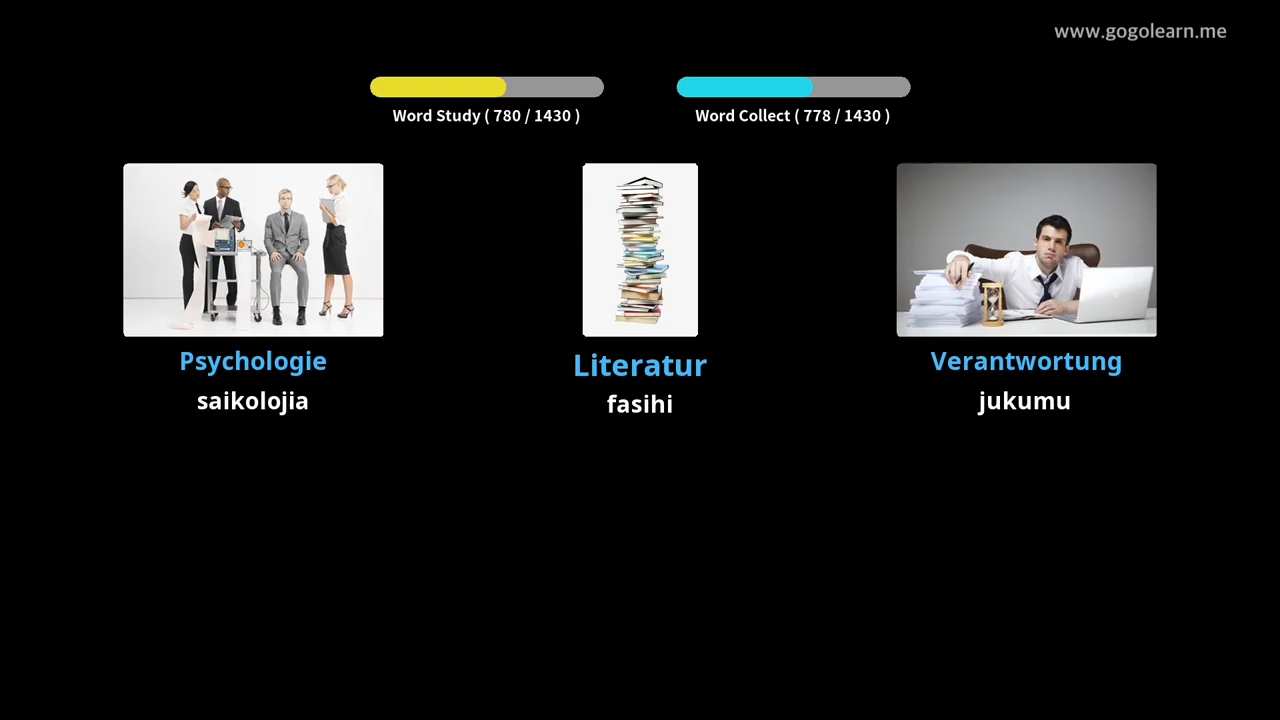 www.gogolearn.me
Word Study ( 780 / 1430 )
Word Collect ( 778 / 1430 )
Psychologie
Literatur
Verantwortung
saikolojia
fasihi
jukumu